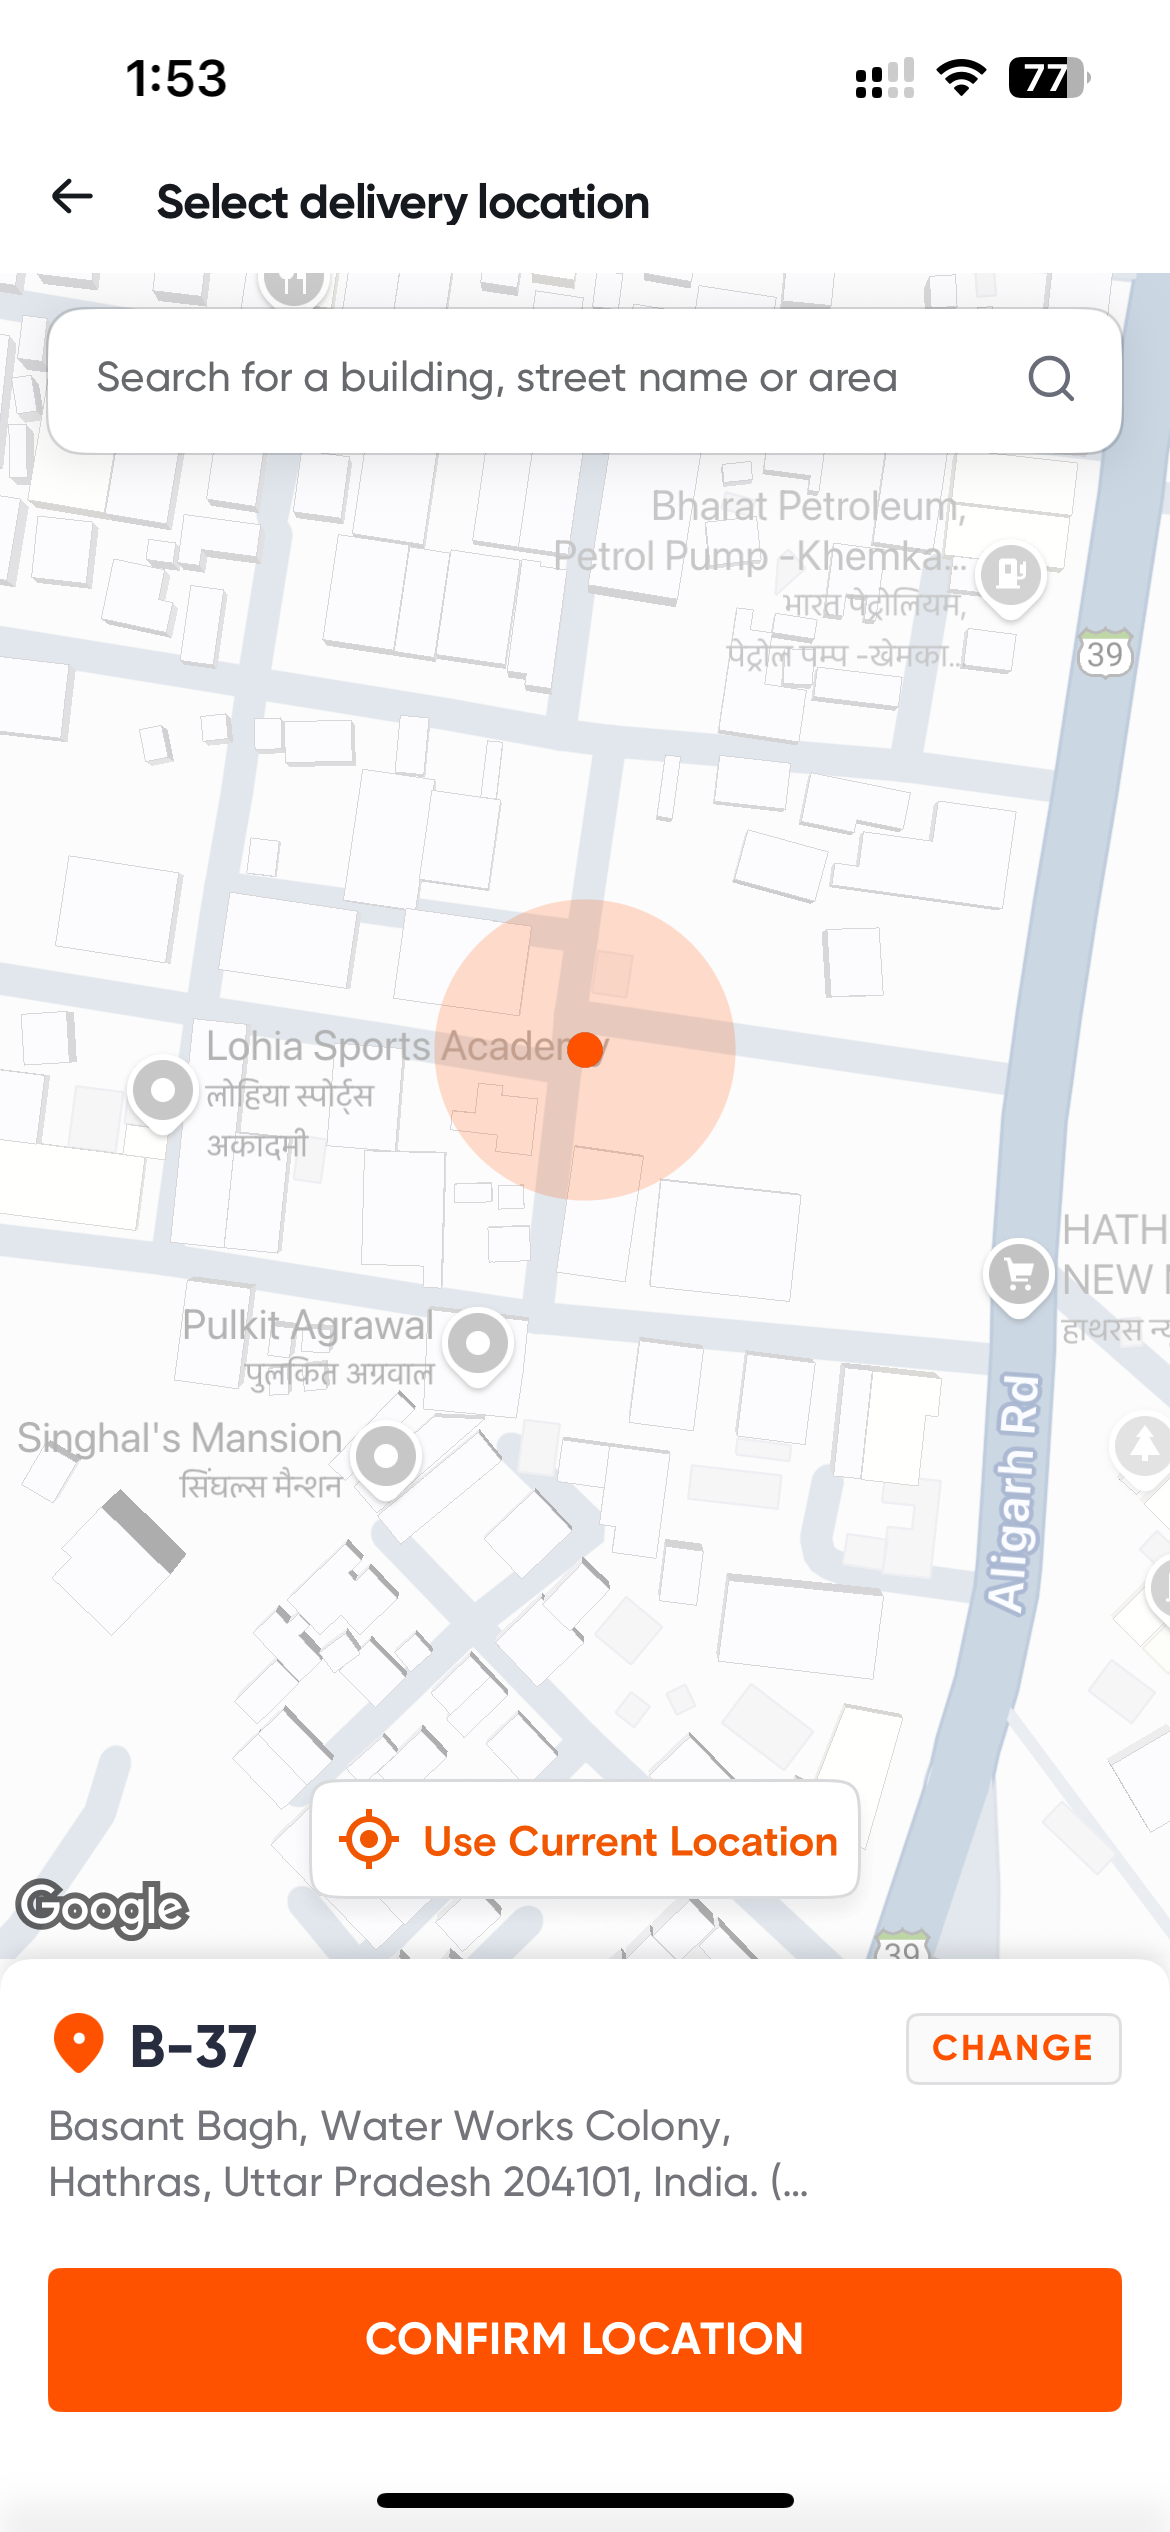 1:53
77
Select delivery location
Search for a building, street name or area
Bharat Petroleum,
Petrol Pump -Khemka...
भारत पेट्रोलियम,
पेट्रोल पम्प -खेमका...
39
Lohia Sports Academy
लोहिया स्पोर्ट्स
अकादमी
HATH
NEW
हाथरस न्यू
Pulkit Agrawal
पुलकित अग्रवाल
Singhal's Mansion
सिंघल्स मैन्शन
Aligarh Rd
Use Current Location
Google
39
B-37
CHANGE
Basant Bagh, Water Works Colony,
Hathras, Uttar Pradesh 204101, India. (...
CONFIRM LOCATION